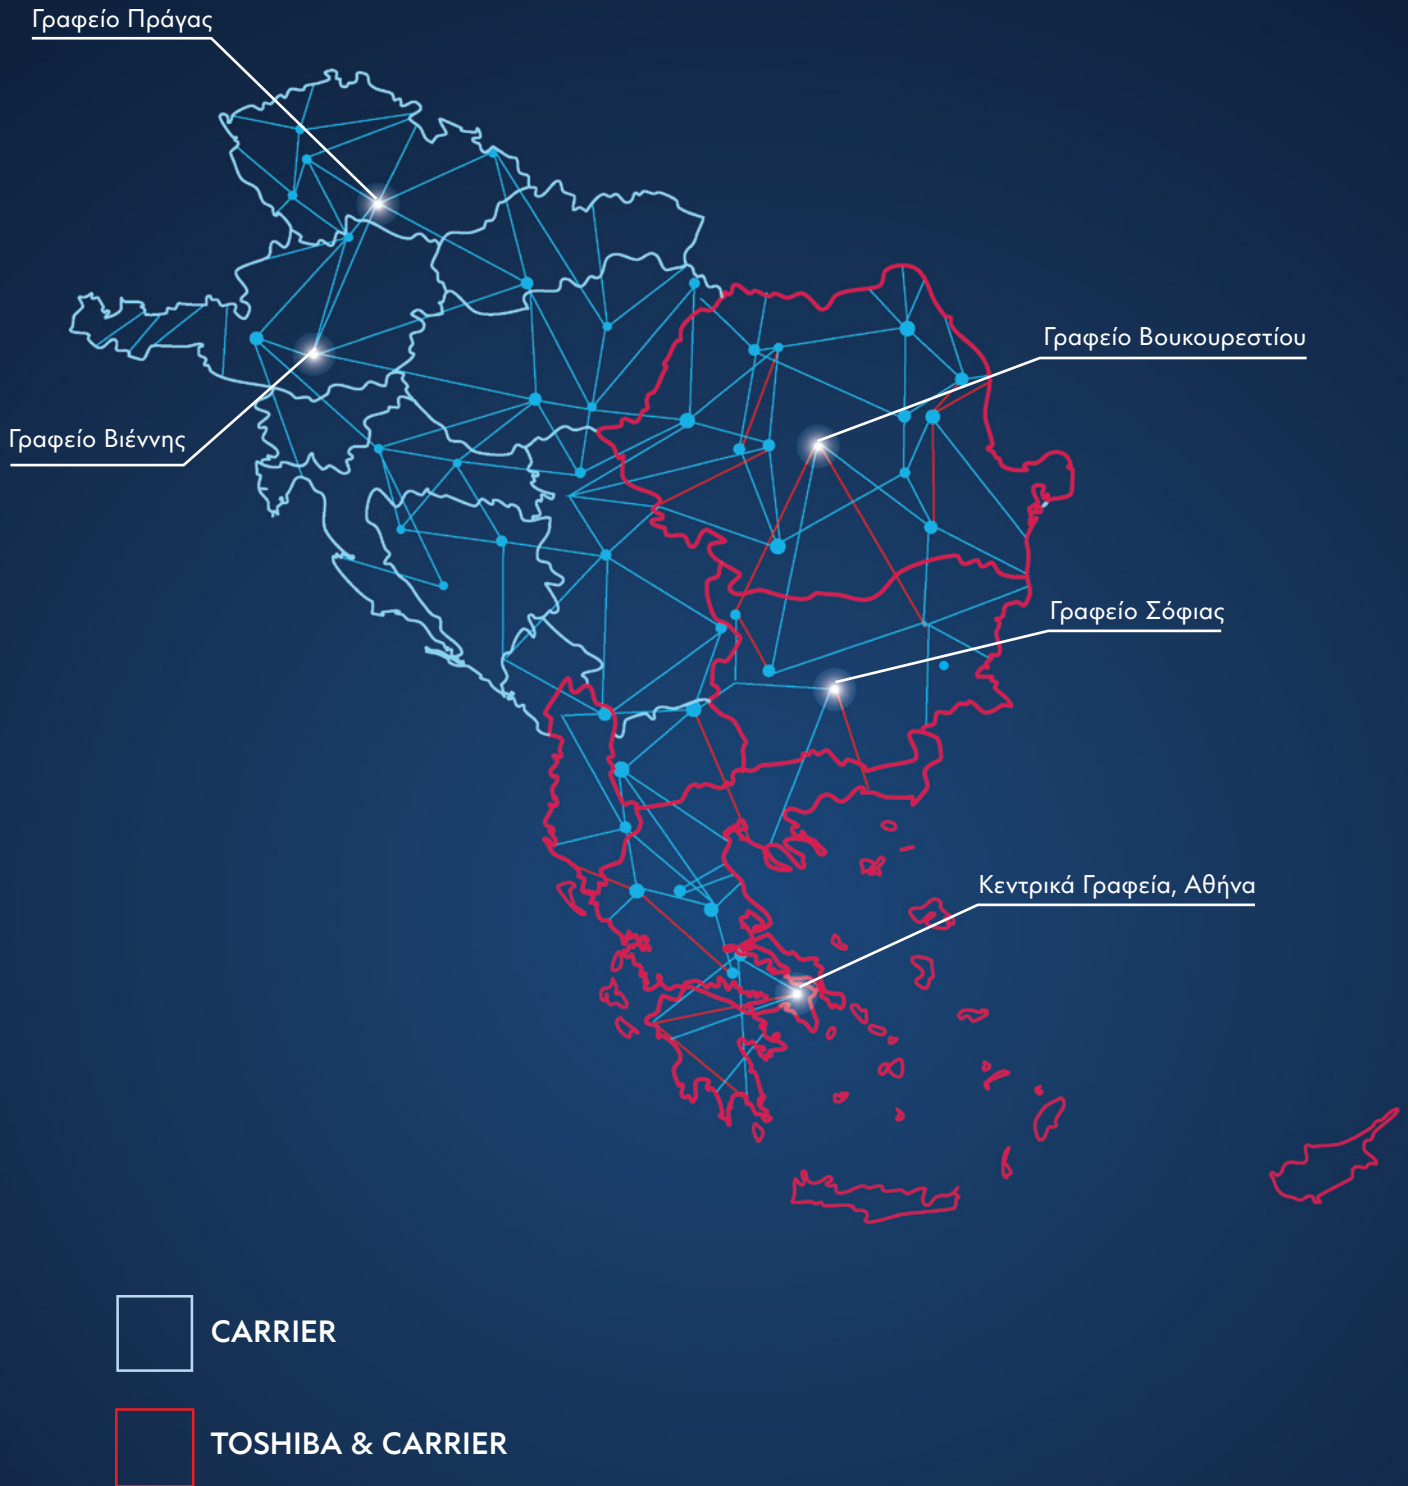 Γραφείο Πράγας
Γραφείο Βουκουρεστίου
Γραφείο Βιέννης
Γραφείο Σόφιας
Κεντρικά Γραφεία, Αθήνα
CARRIER
TOSHIBA & CARRIER